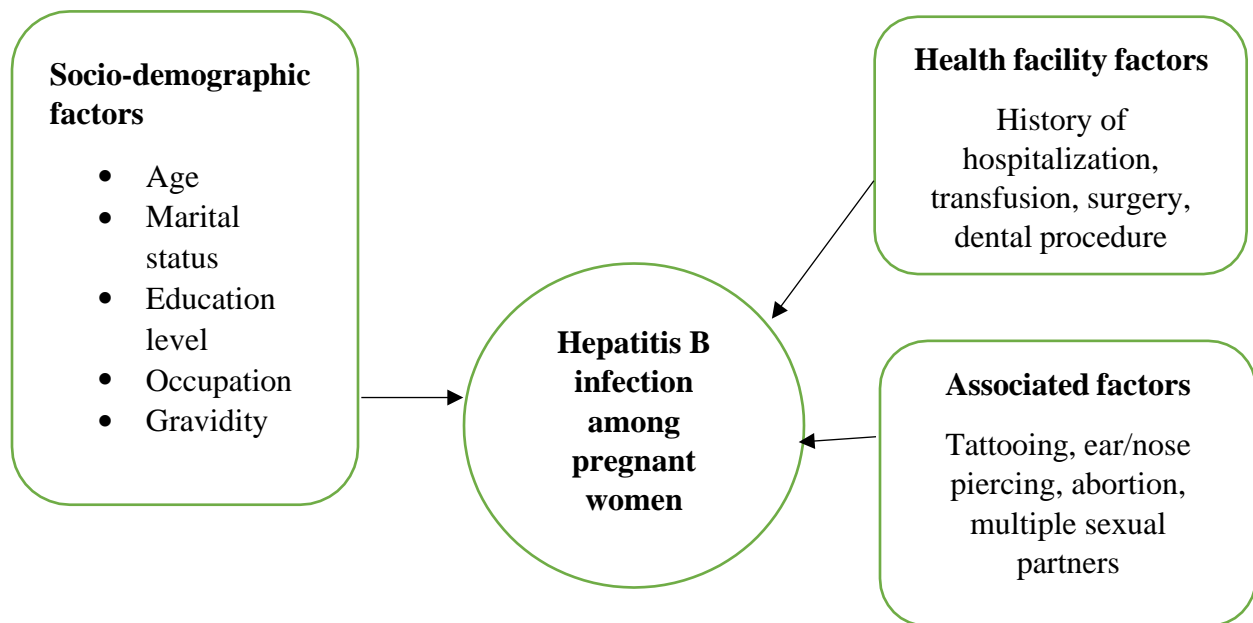 Socio-demographic
factors
• Age
• Marital
status
• Education
level
• Occupation
• Gravidity
Hepatitis B
infection
among
pregnant
women
Health facility factors
History of
hospitalization,
transfusion, surgery,
dental procedure
Associated factors
Tattooing, ear/nose
piercing, abortion,
multiple sexual
partners